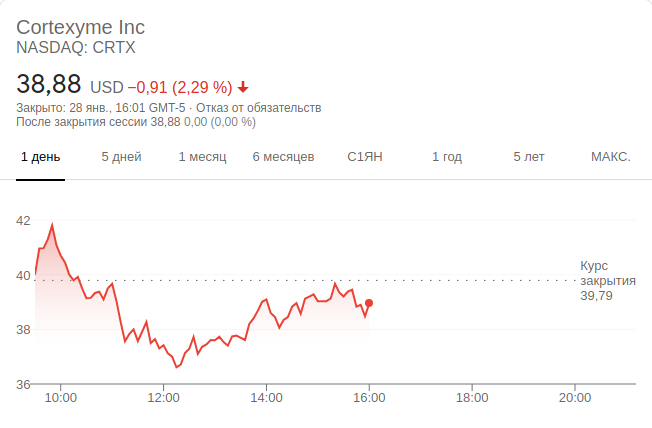 Cortexyme Inc
NASDAQ: CRTX
38,88 USD −0,91 (2,29 %)
Закрыто: 28 янв., 16:01 GMT-5 · Отказ от обязательств
После закрытия сессии 38,88 0,00 (0,00 %)
1 день 5 дней 1 месяц 6 месяцев С1ЯН 1 год 5 лет МАКС.
42
40
38
36
Курс
закрытия
39,79
10:00 12:00 14:00 16:00 18:00 20:00